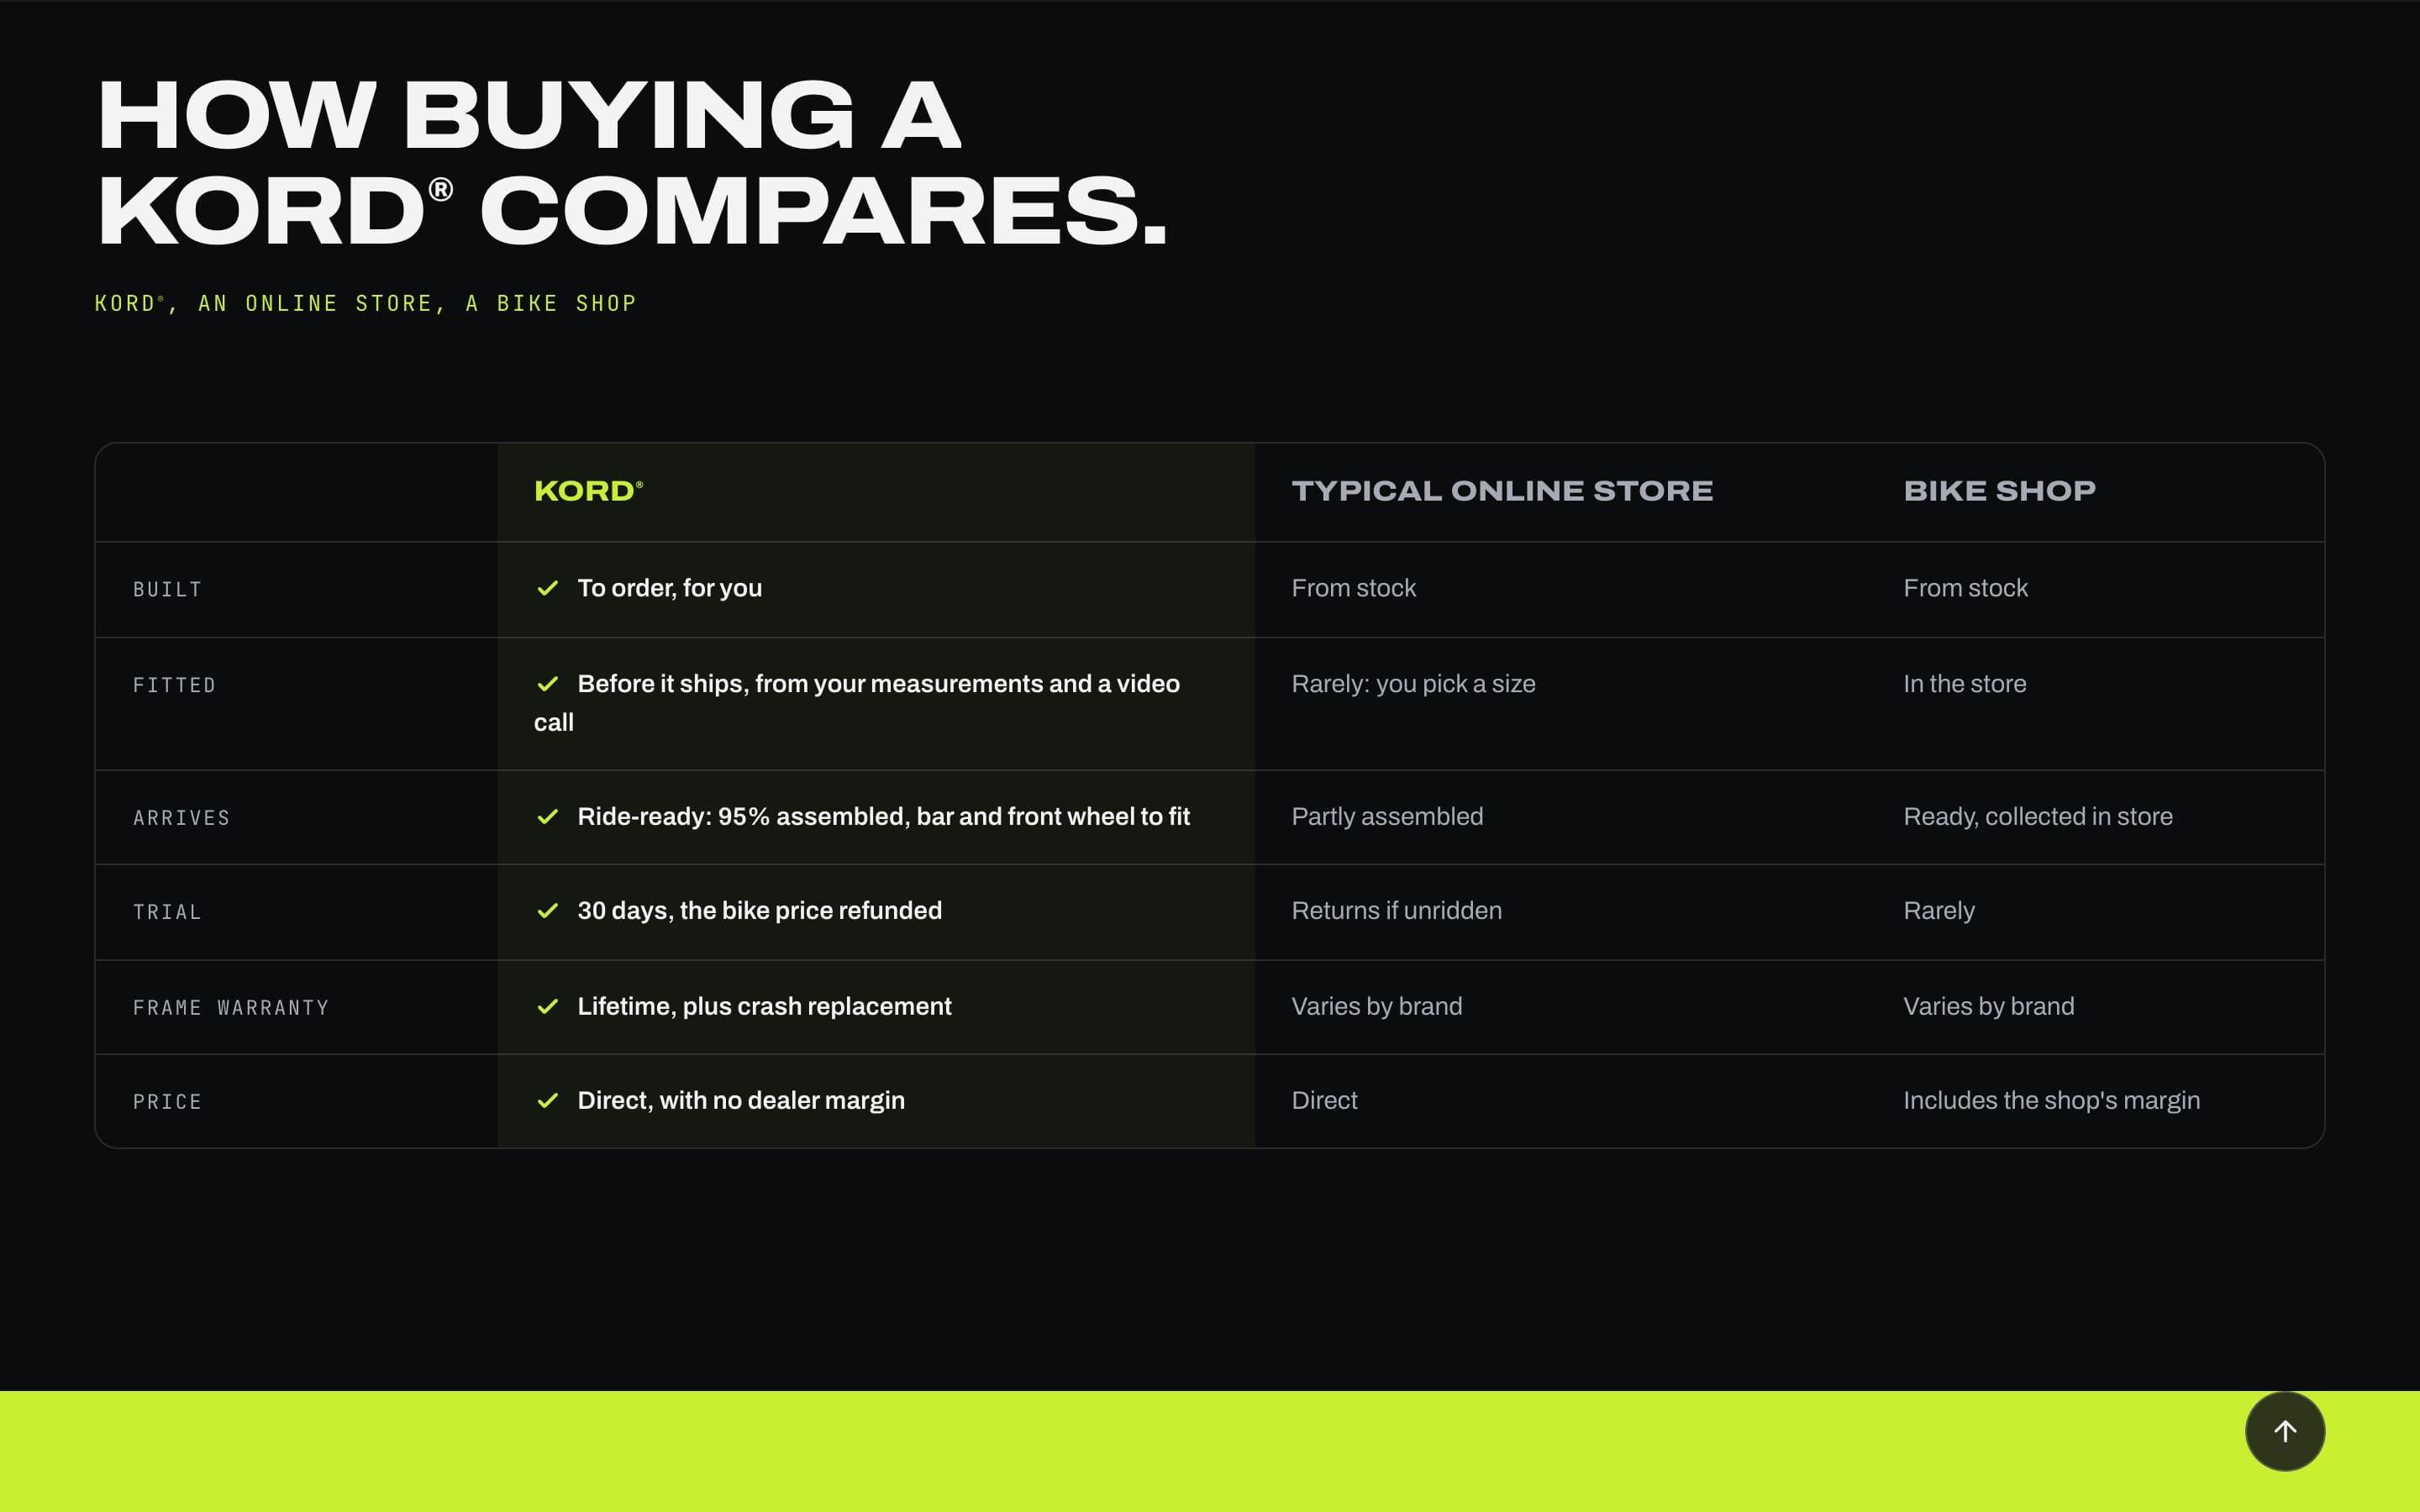 HOW BUYING A
KORD® COMPARES.
KORD®, AN ONLINE STORE, A BIKE SHOP
KORD® TYPICAL ONLINE STORE BIKE SHOP
BUILT ✓ To order, for you From stock From stock
FITTED ✓ Before it ships, from your measurements and a video Rarely: you pick a size In the store
call
ARRIVES ✓ Ride-ready: 95% assembled, bar and front wheel to fit Partly assembled Ready, collected in store
TRIAL ✓ 30 days, the bike price refunded Returns if unridden Rarely
FRAME WARRANTY ✓ Lifetime, plus crash replacement Varies by brand Varies by brand
PRICE ✓ Direct, with no dealer margin Direct Includes the shop's margin